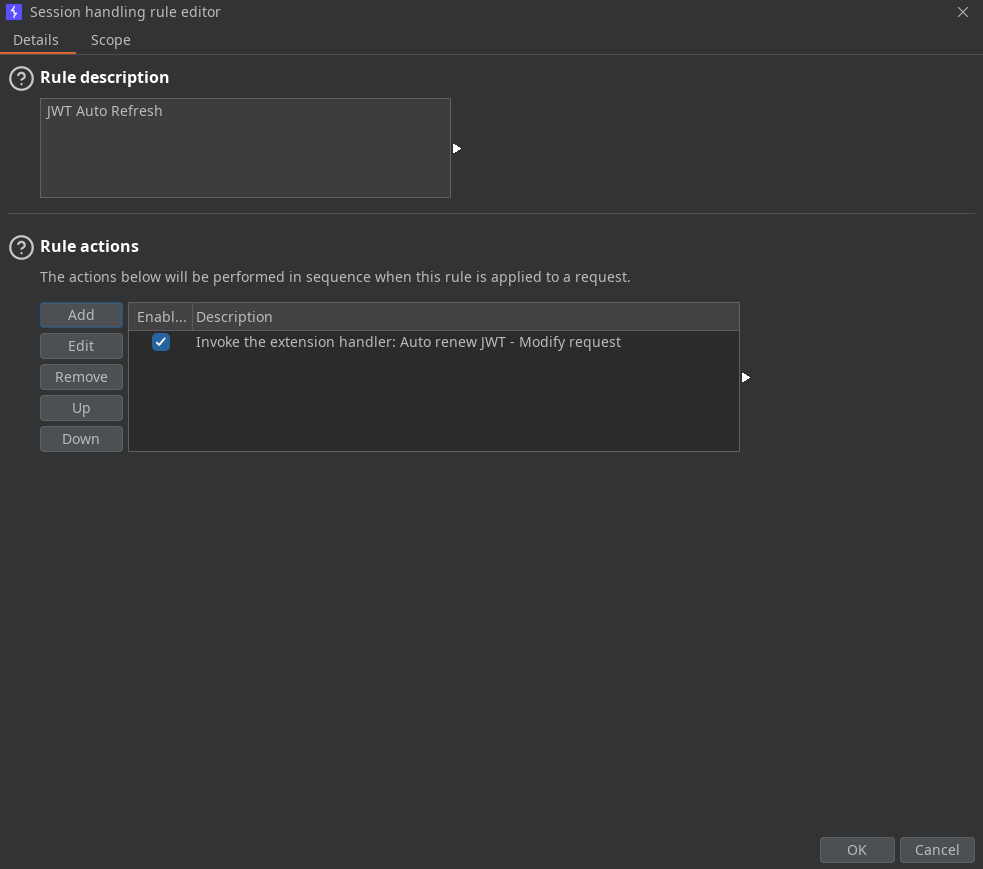 Session handling rule editor
Details
Scope
Rule description
JWT Auto Refresh
Rule actions
The actions below will be performed in sequence when this rule is applied to a request.
Add
Edit
Remove
Up
Down
Enabl...
Description
Invoke the extension handler: Auto renew JWT - Modify request
OK
Cancel